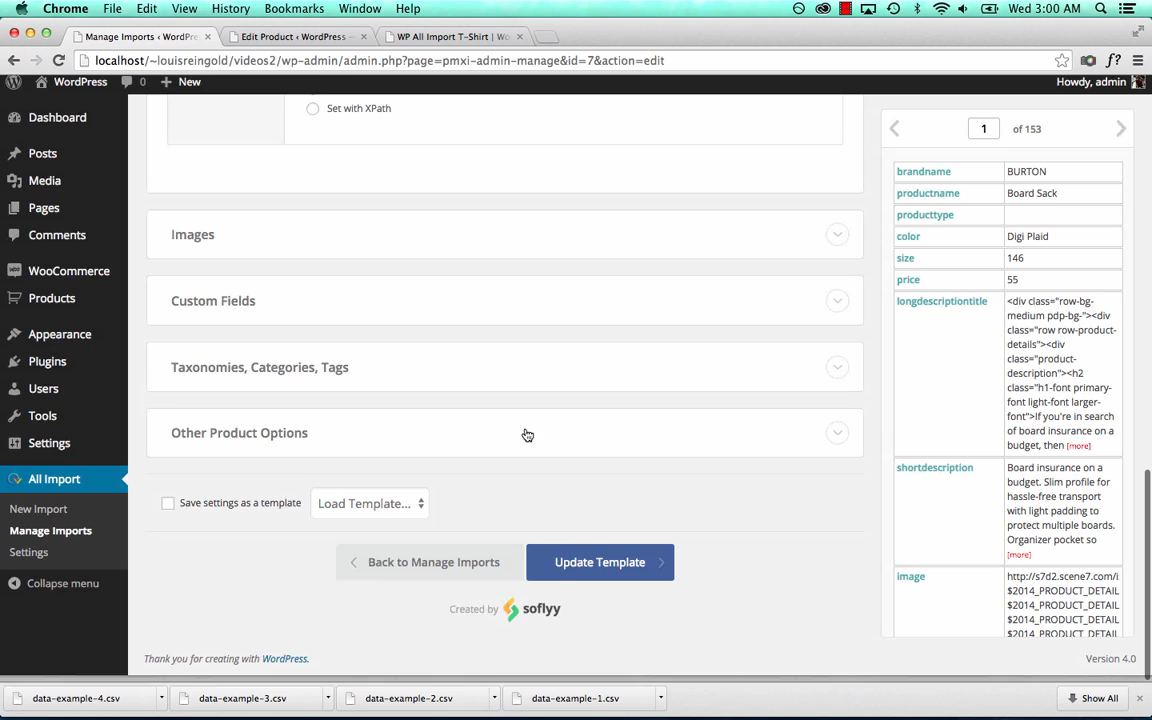 Chrome File Edit View History Bookmarks Window Help Wed 3:00 AM
Manage Imports ‹ WordPre Edit Product ‹ WordPress WP All Import T-Shirt | Wo
localhost/~louisreingold/videos2/wp-admin/admin.php?page=pmxi-admin-manage&id=7&action=edit
WordPress 0 New Howdy, admin
Dashboard
Posts
Media
Pages
Comments
WooCommerce
Products
Appearance
Plugins
Users
Tools
Settings
All Import
New Import
Manage Imports
Settings
Collapse menu
Set with XPath
Images
Custom Fields
Taxonomies, Categories, Tags
Other Product Options
Save settings as a template Load Template...
Back to Manage Imports Update Template
Created by soflyy
Thank you for creating with WordPress.
1 of 153
brandname BURTON
productname Board Sack
producttype
color Digi Plaid
size 146
price 55
longdescriptiontitle <div class="row-bg-
medium pdp-bg-"><div
class="row row-product-
details"><div
class="product-
description"><h2
class="h1-font primary-
font light-font larger-
font">If you're in search
of board insurance on a
budget, then [more]
shortdescription Board insurance on a
budget. Slim profile for
hassle-free transport
with light padding to
protect multiple boards.
Organizer pocket so
[more]
image http://s7d2.scene7.com/i
$2014_PRODUCT_DETAIL
$2014_PRODUCT_DETAIL
$2014_PRODUCT_DETAIL
$2014_PRODUCT_DETAIL
Version 4.0
data-example-4.csv data-example-3.csv data-example-2.csv data-example-1.csv Show All